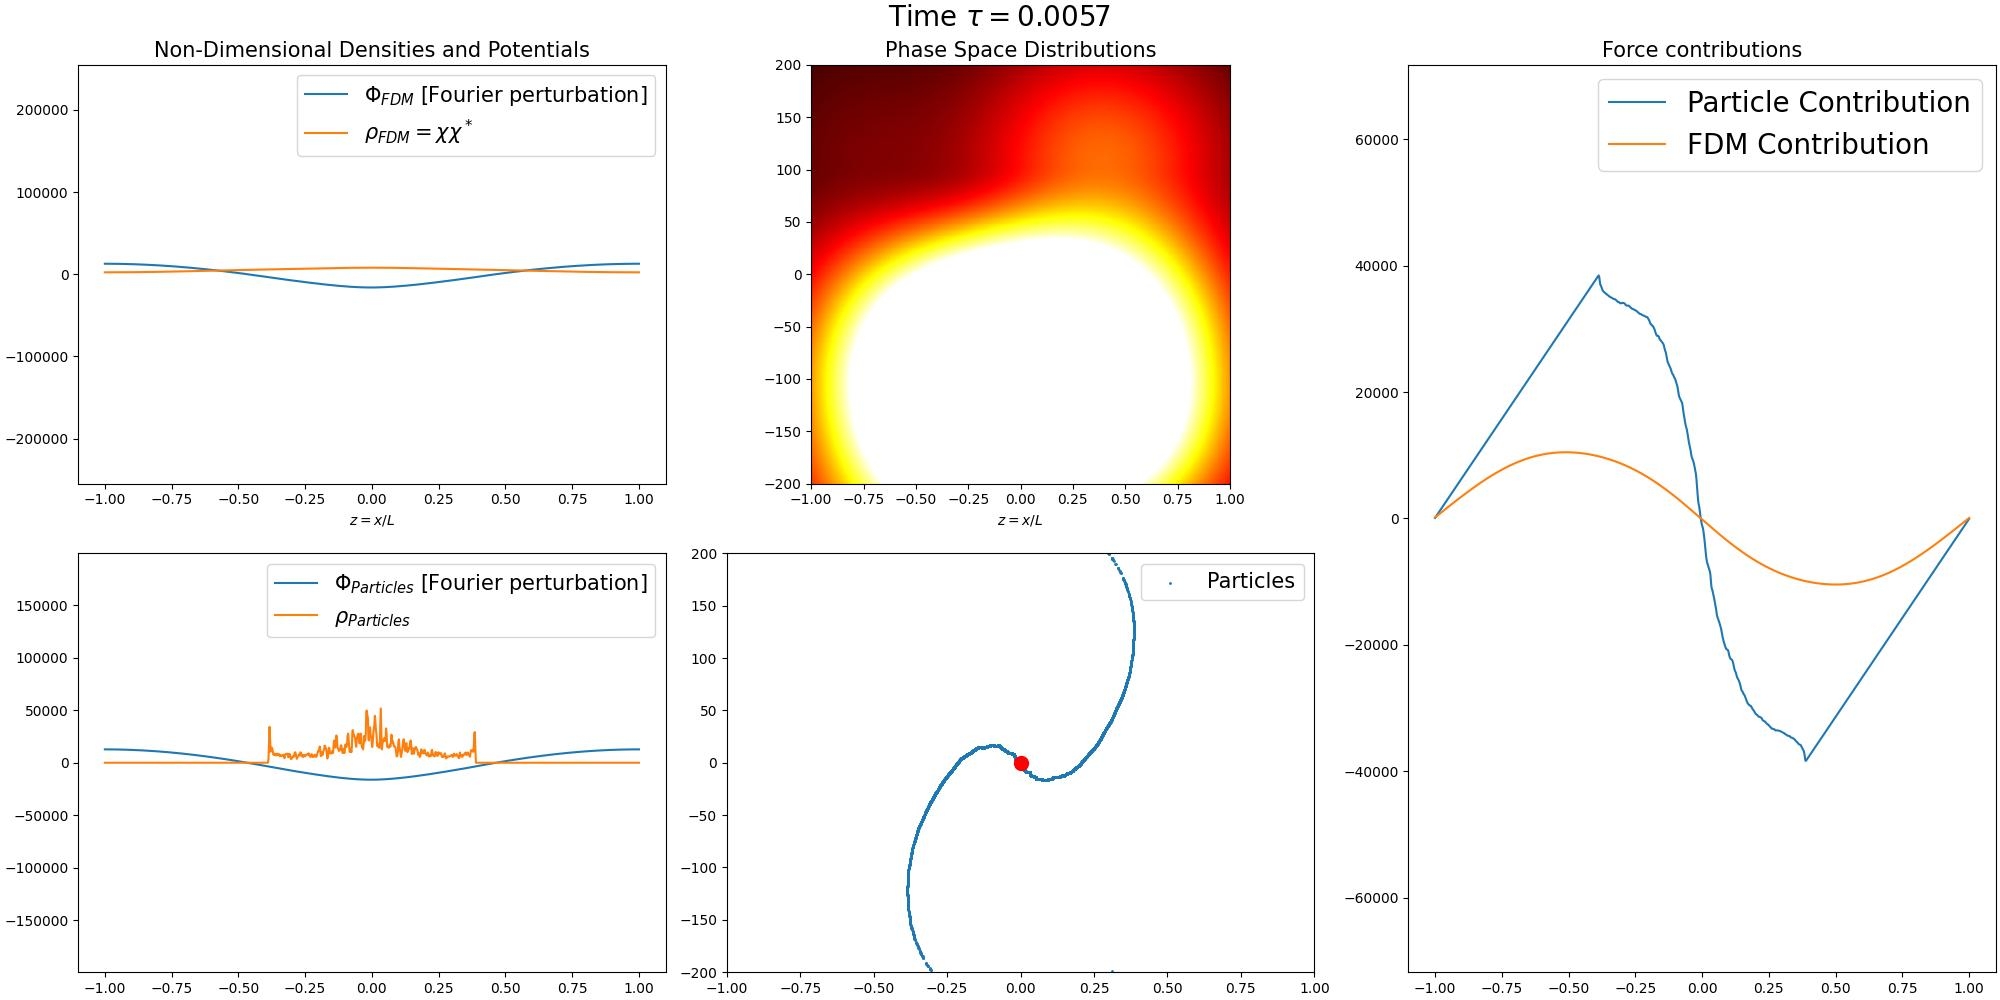 Time τ = 0.0057
Non-Dimensional Densities and Potentials
Φ_FDM [Fourier perturbation]
ρ_FDM = χχ*
200000
100000
0
−100000
−200000
−1.00 −0.75 −0.50 −0.25 0.00 0.25 0.50 0.75 1.00
z = x/L
Phase Space Distributions
200
150
100
50
0
−50
−100
−150
−200
−1.00 −0.75 −0.50 −0.25 0.00 0.25 0.50 0.75 1.00
z = x/L
Force contributions
Particle Contribution
FDM Contribution
60000
40000
20000
0
−20000
−40000
−60000
−1.00 −0.75 −0.50 −0.25 0.00 0.25 0.50 0.75 1.00
Φ_Particles [Fourier perturbation]
ρ_Particles
150000
100000
50000
0
−50000
−100000
−150000
−1.00 −0.75 −0.50 −0.25 0.00 0.25 0.50 0.75 1.00
Particles
200
150
100
50
0
−50
−100
−150
−200
−1.00 −0.75 −0.50 −0.25 0.00 0.25 0.50 0.75 1.00